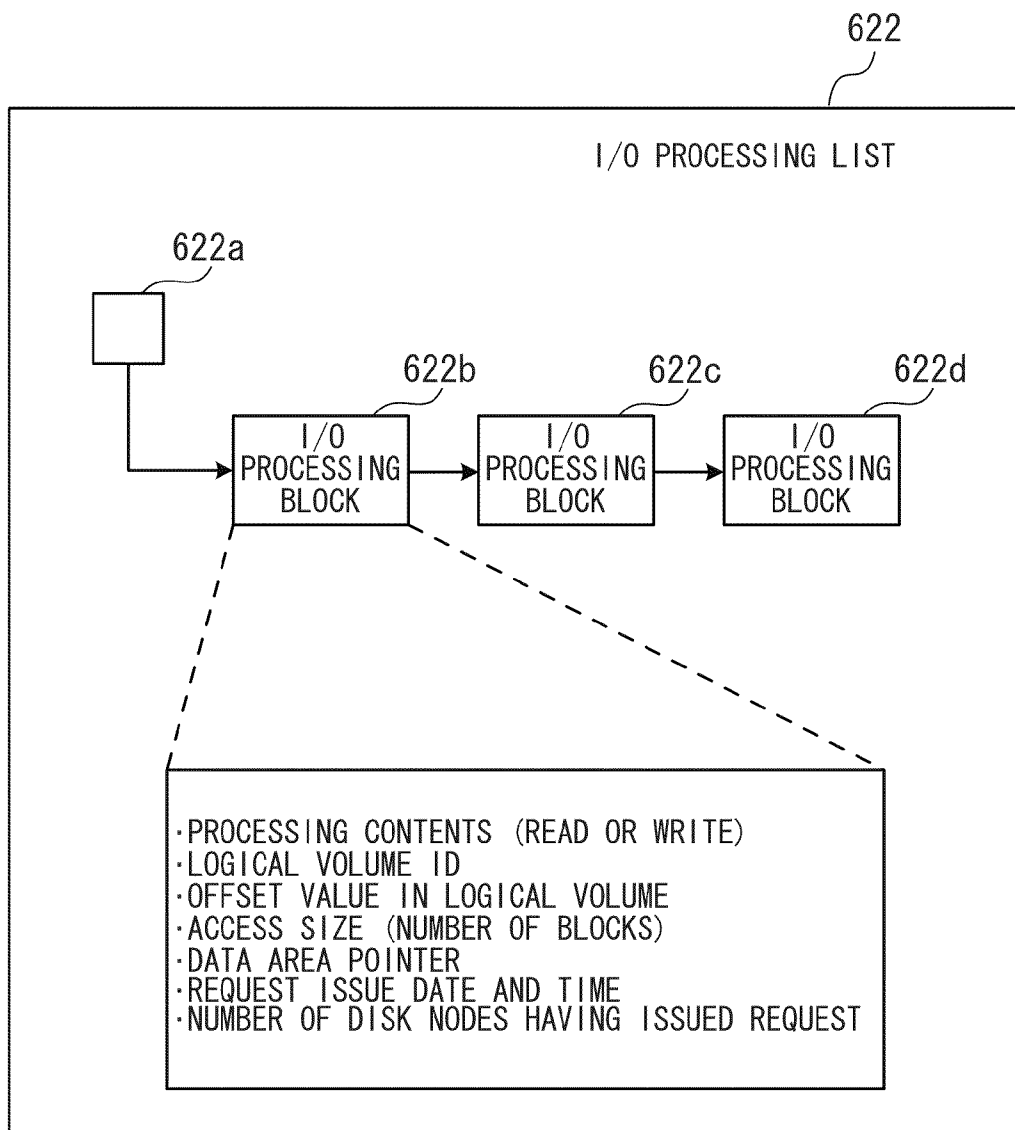 622
I/O PROCESSING LIST
622a
622b
622c
622d
I/O
PROCESSING
BLOCK
I/O
PROCESSING
BLOCK
I/O
PROCESSING
BLOCK
·PROCESSING CONTENTS (READ OR WRITE)
·LOGICAL VOLUME ID
·OFFSET VALUE IN LOGICAL VOLUME
·ACCESS SIZE (NUMBER OF BLOCKS)
·DATA AREA POINTER
·REQUEST ISSUE DATE AND TIME
·NUMBER OF DISK NODES HAVING ISSUED REQUEST